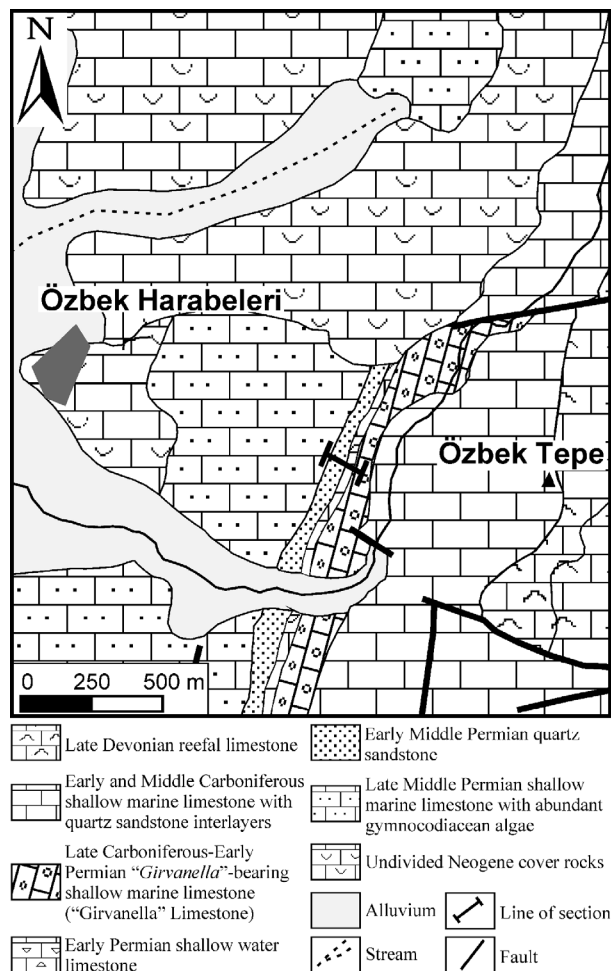 N
Özbek Harabeleri
Özbek Tepe
0 250 500 m
Late Devonian reefal limestone
Early and Middle Carboniferous
shallow marine limestone with
quartz sandstone interlayers
Late Carboniferous-Early
Permian “Girvanella”-bearing
shallow marine limestone
(“Girvanella” Limestone)
Early Permian shallow water
limestone
Early Middle Permian quartz
sandstone
Late Middle Permian shallow
marine limestone with abundant
gymnocodiacean algae
Undivided Neogene cover rocks
Alluvium
Line of section
Stream
Fault